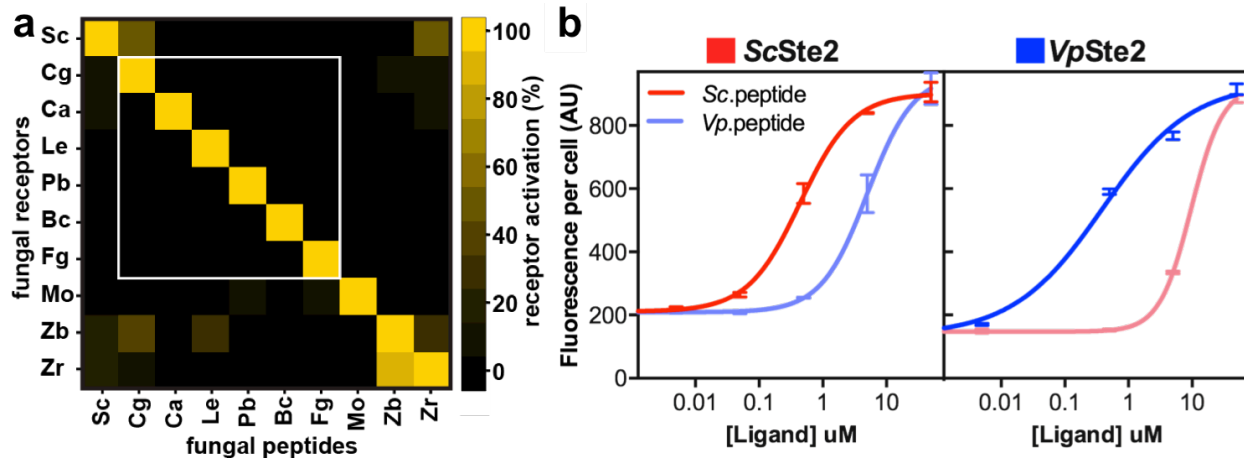 a
fungal receptors
Sc
Cg
Ca
Le
Pb
Bc
Fg
Mo
Zb
Zr
Sc Cg Ca Le Pb Bc Fg Mo Zb Zr
fungal peptides
100
80
60
40
20
0
receptor activation (%)
b
ScSte2
VpSte2
Sc.peptide
Vp.peptide
Fluorescence per cell (AU)
800
600
400
200
0
0.01 0.1 1 10
0.01 0.1 1 10
[Ligand] uM
[Ligand] uM